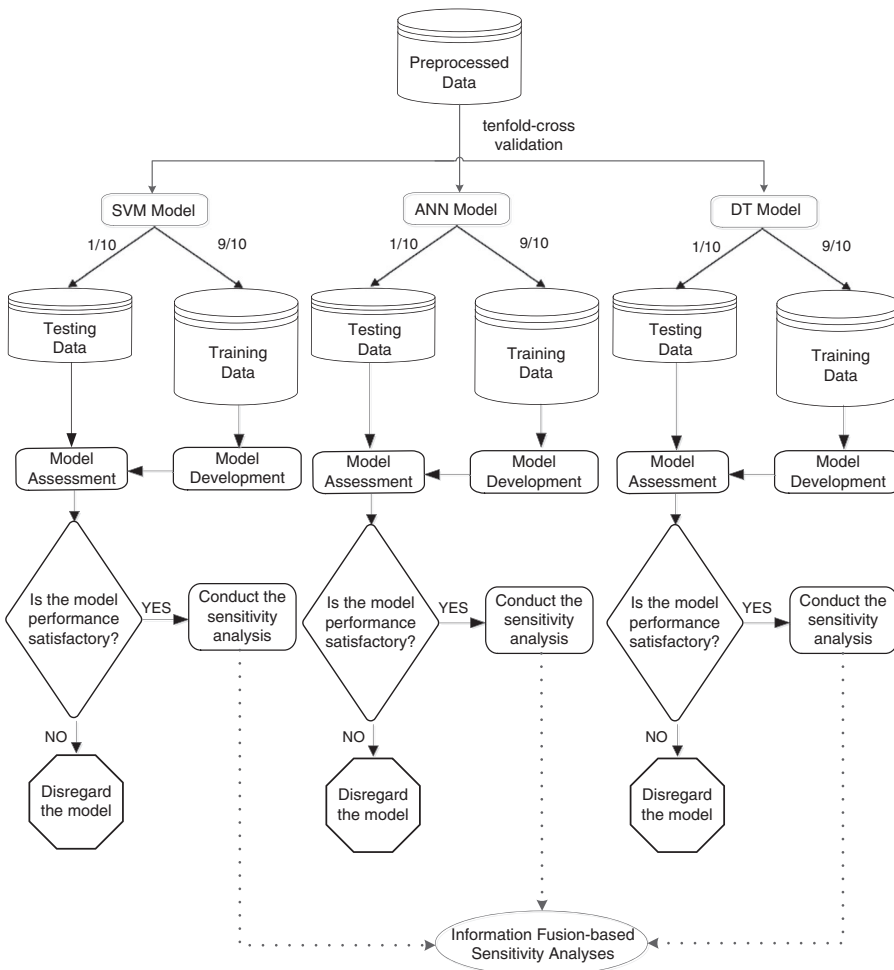 Preprocessed
Data
tenfold-cross
validation
SVM Model
ANN Model
DT Model
1/10
9/10
1/10
9/10
1/10
9/10
Testing
Data
Training
Data
Testing
Data
Training
Data
Testing
Data
Training
Data
Model
Assessment
Model
Development
Model
Assessment
Model
Development
Model
Assessment
Model
Development
Is the model
performance
satisfactory?
YES
Conduct the
sensitivity
analysis
Is the model
performance
satisfactory?
YES
Conduct the
sensitivity
analysis
Is the model
performance
satisfactory?
YES
Conduct the
sensitivity
analysis
NO
NO
NO
Disregard
the model
Disregard
the model
Disregard
the model
Information Fusion-based
Sensitivity Analyses